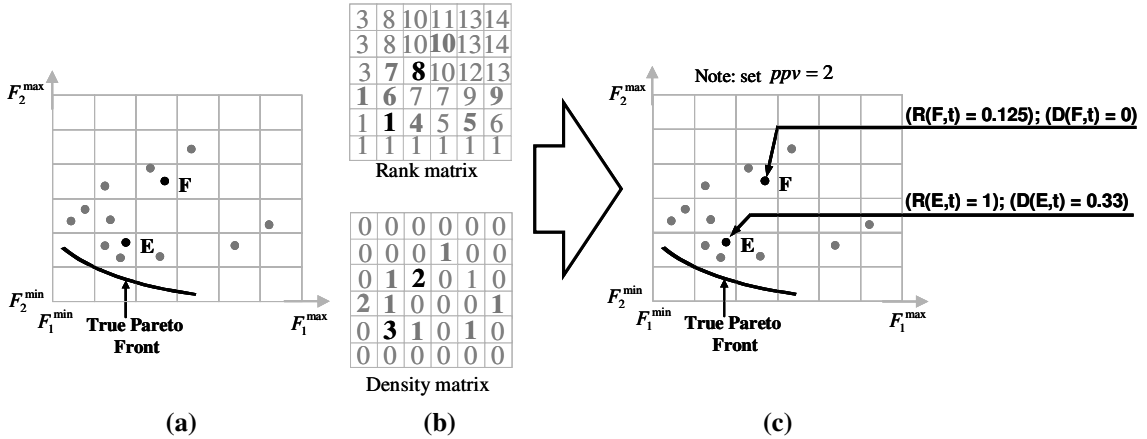 F₂ᵐᵃˣ
F
E
F₂ᵐⁱⁿ
F₁ᵐⁱⁿ
F₁ᵐᵃˣ
True Pareto
Front
(a)
3 8 10 11 13 14
3 8 10 10 13 14
3 7 8 10 12 13
1 6 7 7 9 9
1 1 4 5 5 6
1 1 1 1 1 1
Rank matrix
0 0 0 0 0 0
0 0 0 1 0 0
0 1 2 0 1 0
2 1 0 0 0 1
0 3 1 0 1 0
0 0 0 0 0 0
Density matrix
(b)
Note: set ppv = 2
F₂ᵐᵃˣ
(R(F,t) = 0.125); (D(F,t) = 0)
F
(R(E,t) = 1); (D(E,t) = 0.33)
E
F₂ᵐⁱⁿ
F₁ᵐⁱⁿ
F₁ᵐᵃˣ
True Pareto
Front
(c)